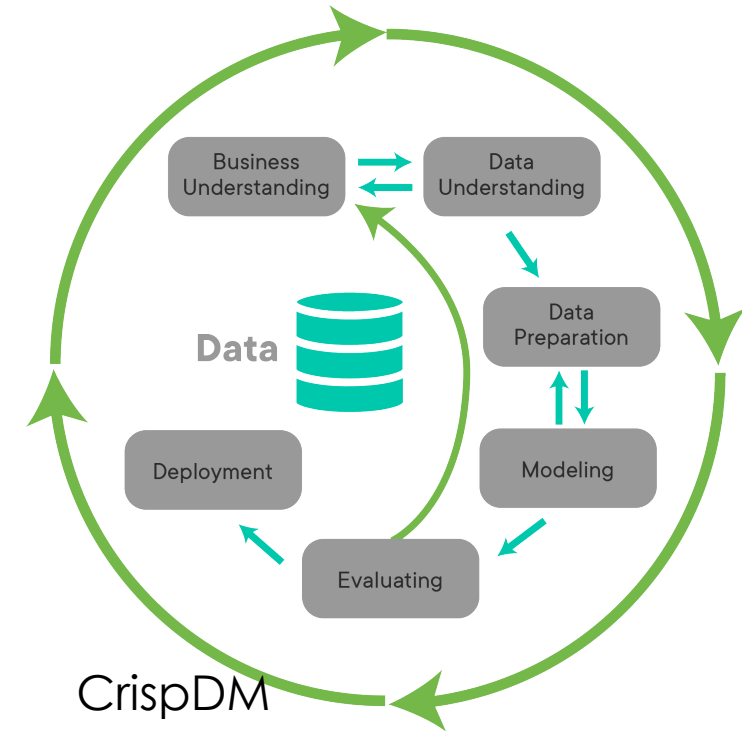 Business
Understanding
Data
Understanding
Data
Preparation
Data
Modeling
Deployment
Evaluating
CrispDM